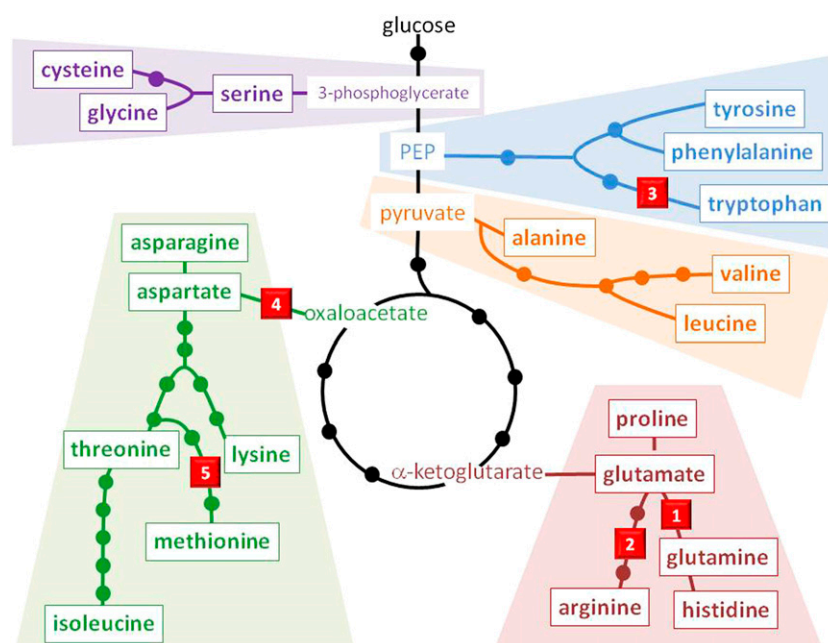 glucose
cysteine
glycine
serine
3-phosphoglycerate
PEP
tyrosine
phenylalanine
3
tryptophan
pyruvate
alanine
valine
leucine
asparagine
aspartate
4
oxaloacetate
threonine
lysine
5
methionine
isoleucine
proline
α-ketoglutarate
glutamate
1
2
glutamine
arginine
histidine